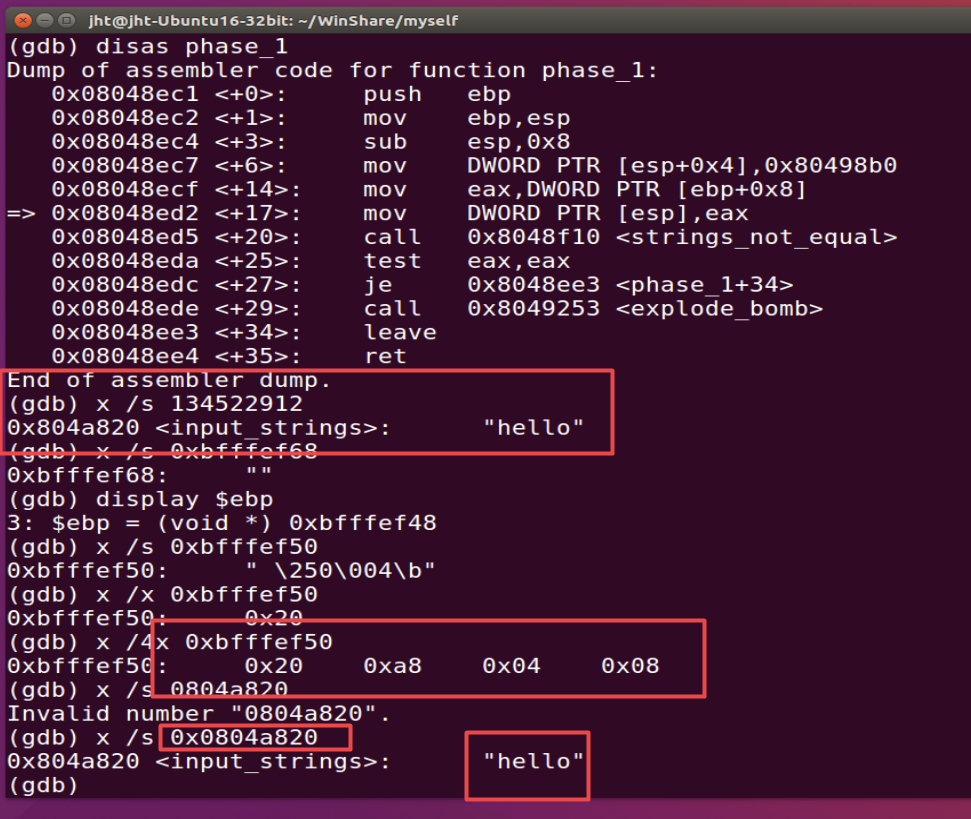 jht@jht-Ubuntu16-32bit: ~/WinShare/myself
(gdb) disas phase_1
Dump of assembler code for function phase_1:
   0x08048ec1 <+0>:     push   ebp
   0x08048ec2 <+1>:     mov    ebp,esp
   0x08048ec4 <+3>:     sub    esp,0x8
   0x08048ec7 <+6>:     mov    DWORD PTR [esp+0x4],0x80498b0
   0x08048ecf <+14>:    mov    eax,DWORD PTR [ebp+0x8]
=> 0x08048ed2 <+17>:    mov    DWORD PTR [esp],eax
   0x08048ed5 <+20>:    call   0x8048f10 <strings_not_equal>
   0x08048eda <+25>:    test   eax,eax
   0x08048edc <+27>:    je     0x8048ee3 <phase_1+34>
   0x08048ede <+29>:    call   0x8049253 <explode_bomb>
   0x08048ee3 <+34>:    leave
   0x08048ee4 <+35>:    ret
End of assembler dump.
(gdb) x /s 134522912
0x804a820 <input_strings>:      "hello"
(gdb) x /s 0xbfffef68
0xbfffef68:     ""
(gdb) display $ebp
3: $ebp = (void *) 0xbfffef48
(gdb) x /s 0xbfffef50
0xbfffef50:     " \250\004\b"
(gdb) x /x 0xbfffef50
0xbfffef50:     0x20
(gdb) x /4x 0xbfffef50
0xbfffef50:     0x20    0xa8    0x04    0x08
(gdb) x /s 0804a820
Invalid number "0804a820".
(gdb) x /s 0x0804a820
0x804a820 <input_strings>:      "hello"
(gdb)